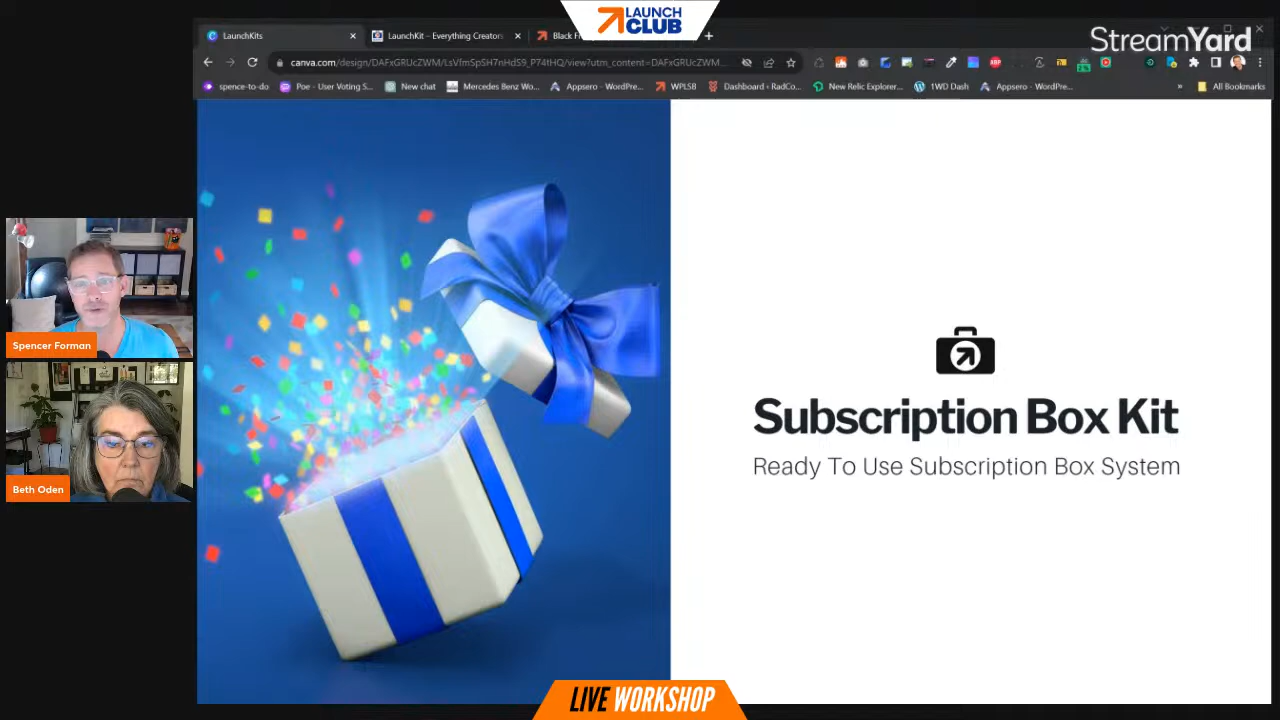 LAUNCH
CLUB
StreamYard
LaunchKits
LaunchKit – Everything Creator
canva.com/design/DAFxGRUcZWM/LsVfmSpSH7nHdS9_P74tHQ/view?utm_content=DAFxGRUcZWM...
spence-to-do
Poe - User Voting S...
New chat
Mercedes Benz Wo...
Appsero - WordPre...
WPLS8
Dashboard ‹ RadCo...
New Relic Explorer...
1WD Dash
Appsero - WordPre...
»
All Bookmarks
Spencer Forman
Beth Oden
Subscription Box Kit
Ready To Use Subscription Box System
LIVE WORKSHOP